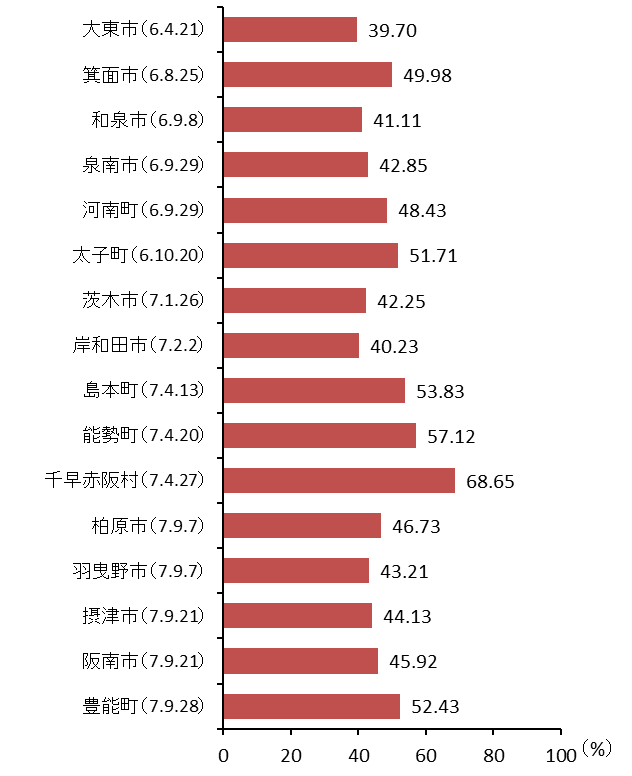 大東市(6.4.21) 39.70
箕面市(6.8.25) 49.98
和泉市(6.9.8) 41.11
泉南市(6.9.29) 42.85
河南町(6.9.29) 48.43
太子町(6.10.20) 51.71
茨木市(7.1.26) 42.25
岸和田市(7.2.2) 40.23
島本町(7.4.13) 53.83
能勢町(7.4.20) 57.12
千早赤阪村(7.4.27) 68.65
柏原市(7.9.7) 46.73
羽曳野市(7.9.7) 43.21
摂津市(7.9.21) 44.13
阪南市(7.9.21) 45.92
豊能町(7.9.28) 52.43
0 20 40 60 80 100 (%)